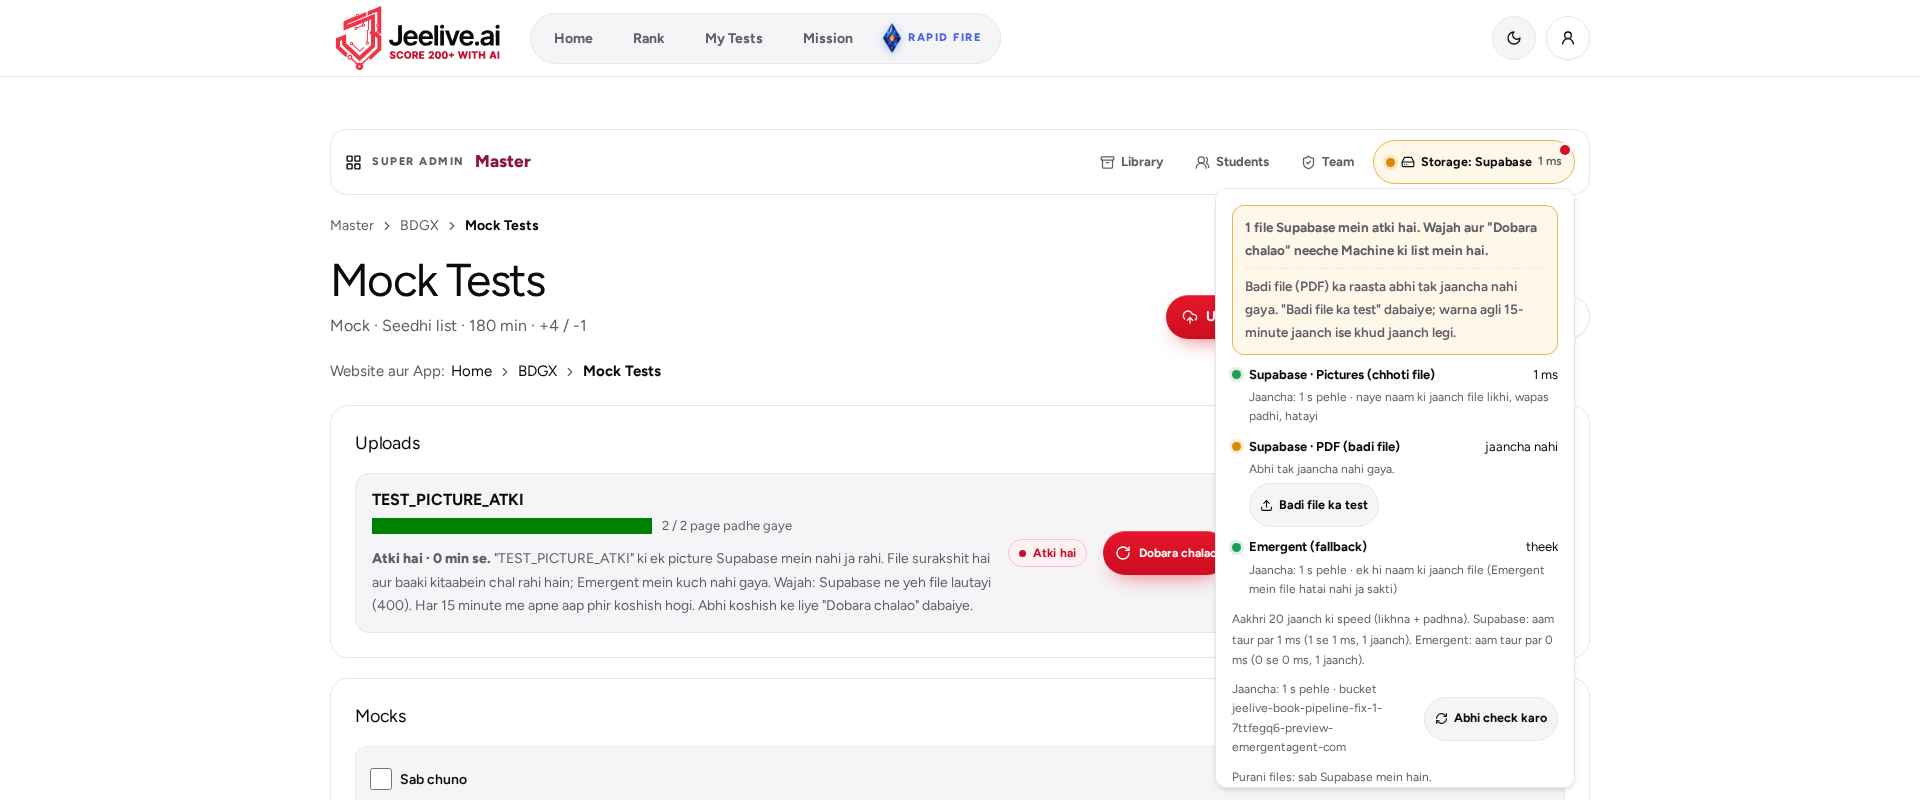 Jeelive.ai
SCORE 200+ WITH AI
Home
Rank
My Tests
Mission
RAPID FIRE
SUPER ADMIN Master
Library
Students
Team
Storage: Supabase 1 ms
Master > BDGX > Mock Tests
Mock Tests
Mock · Seedhi list · 180 min · +4 / -1
Website aur App: Home > BDGX > Mock Tests
Uploads
TEST_PICTURE_ATKI
2 / 2 page padhe gaye
Atki hai · 0 min se. "TEST_PICTURE_ATKI" ki ek picture Supabase mein nahi ja rahi. File surakshit hai
aur baaki kitaabein chal rahi hain; Emergent mein kuch nahi gaya. Wajah: Supabase ne yeh file lautayi
(400). Har 15 minute me apne aap phir koshish hogi. Abhi koshish ke liye "Dobara chalao" dabaiye.
Atki hai
Dobara chalao
Mocks
Sab chuno
1 file Supabase mein atki hai. Wajah aur "Dobara
chalao" neeche Machine ki list mein hai.
Badi file (PDF) ka raasta abhi tak jaancha nahi
gaya. "Badi file ka test" dabaiye; warna agli 15-
minute jaanch ise khud jaanch legi.
Supabase · Pictures (chhoti file) 1 ms
Jaancha: 1 s pehle · naye naam ki jaanch file likhi, wapas
padhi, hatayi
Supabase · PDF (badi file) jaancha nahi
Abhi tak jaancha nahi gaya.
Badi file ka test
Emergent (fallback) theek
Jaancha: 1 s pehle · ek hi naam ki jaanch file (Emergent
mein file hatai nahi ja sakti)
Aakhri 20 jaanch ki speed (likhna + padhna). Supabase: aam
taur par 1 ms (1 se 1 ms, 1 jaanch). Emergent: aam taur par 0
ms (0 se 0 ms, 1 jaanch).
Jaancha: 1 s pehle · bucket
jeelive-book-pipeline-fix-1-
7ttfegq6-preview-
emergentagent-com
Abhi check karo
Purani files: sab Supabase mein hain.